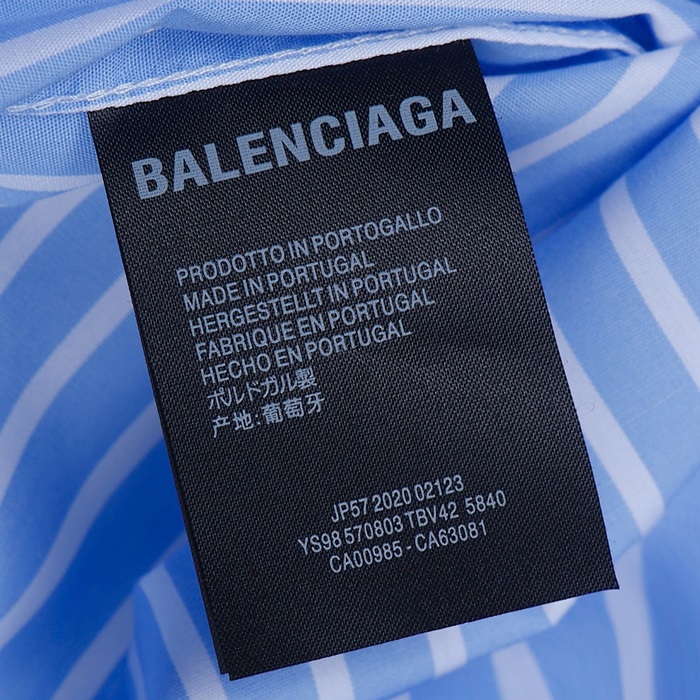 BALENCIAGA
PRODOTTO IN PORTOGALLO
MADE IN PORTUGAL
HERGESTELLT IN PORTUGAL
FABRIQUE EN PORTUGAL
HECHO EN PORTUGAL
ポルドガル製
产地:葡萄牙
JP57 2020 02123
YS98 570803 TBV42 5840
CA00985 - CA63081